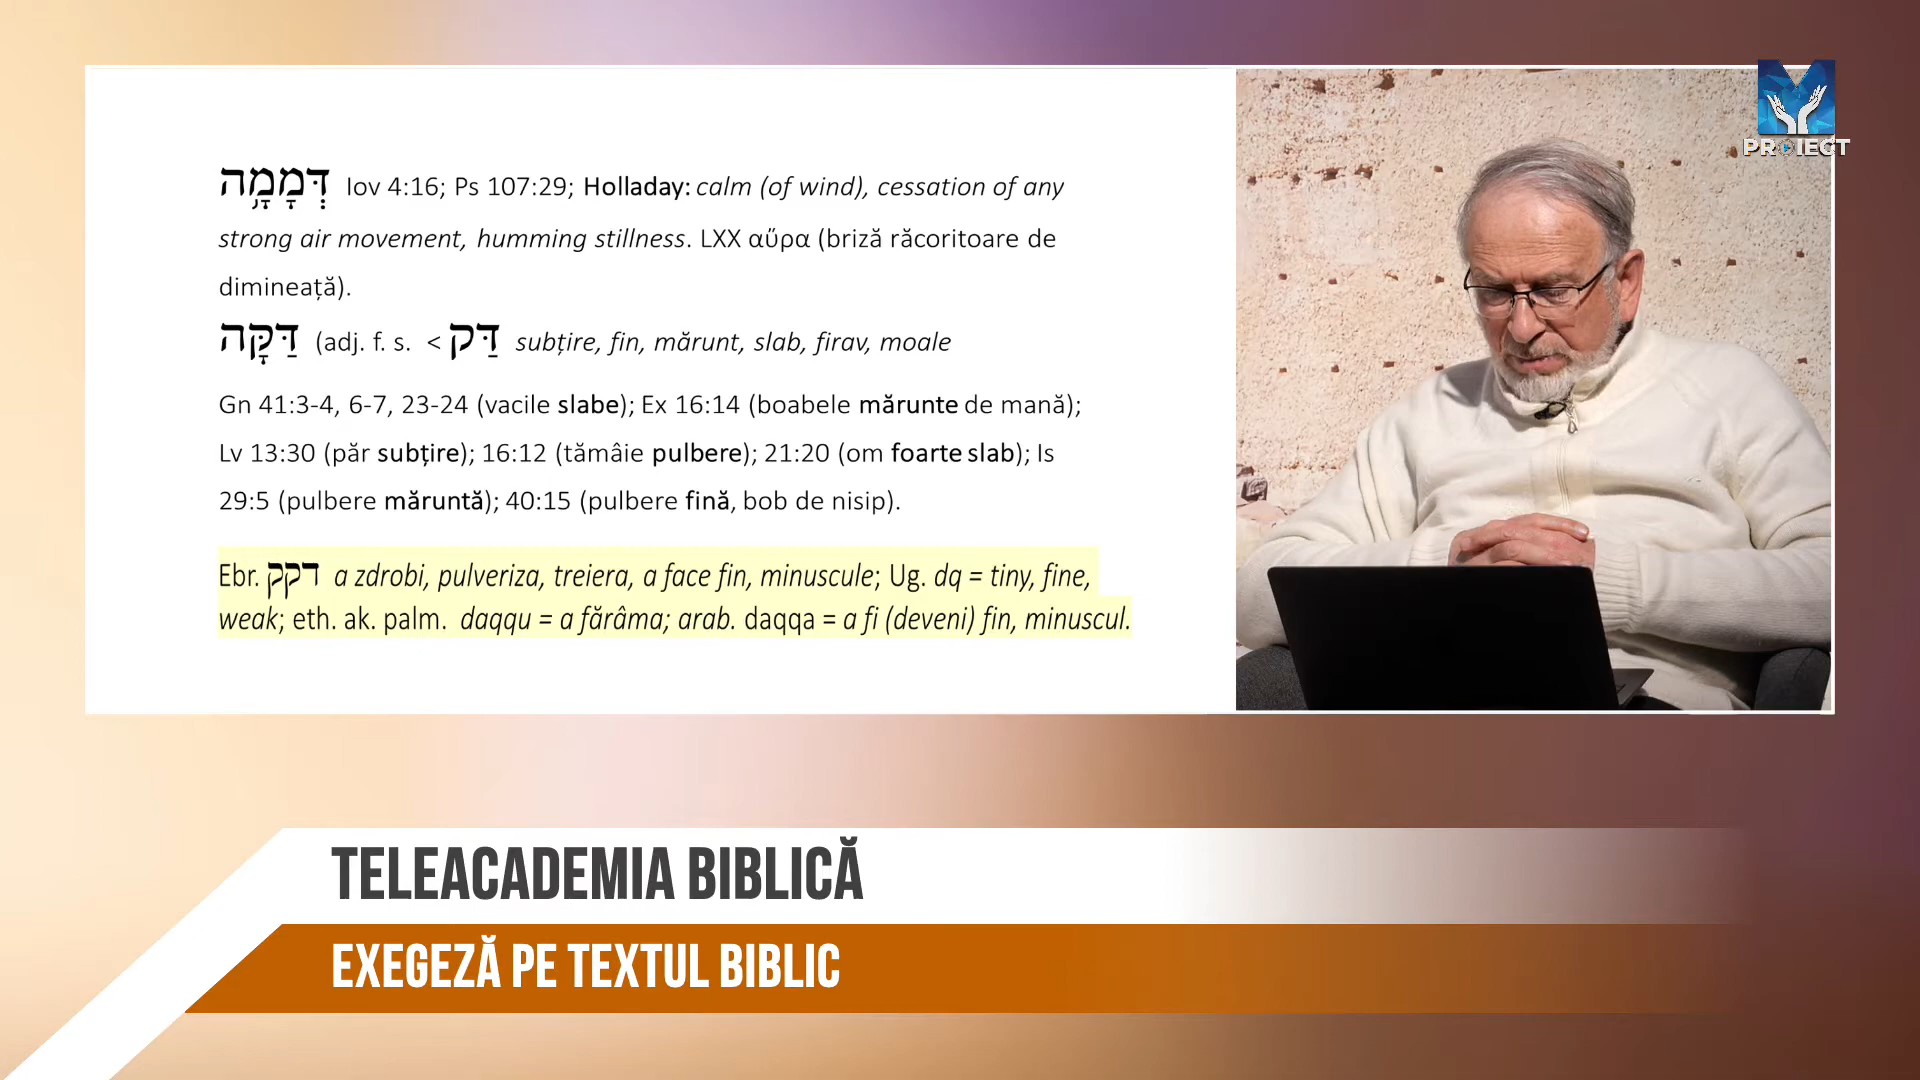 דְּמָמָ֥ה Iov 4:16; Ps 107:29; Holladay: calm (of wind), cessation of any
strong air movement, humming stillness. LXX αὔρα (briză răcoritoare de
dimineață).
דַּקָּֽה (adj. f. s. < דַּק subțire, fin, mărunt, slab, firav, moale
Gn 41:3-4, 6-7, 23-24 (vacile slabe); Ex 16:14 (boabele mărunte de mană);
Lv 13:30 (păr subțire); 16:12 (tămâie pulbere); 21:20 (om foarte slab); Is
29:5 (pulbere măruntă); 40:15 (pulbere fină, bob de nisip).
Ebr. דקק a zdrobi, pulveriza, treiera, a face fin, minuscule; Ug. dq = tiny, fine,
weak; eth. ak. palm. daqqu = a fărâma; arab. daqqa = a fi (deveni) fin, minuscul.
PROIECT
TELEACADEMIA BIBLICĂ
EXEGEZĂ PE TEXTUL BIBLIC